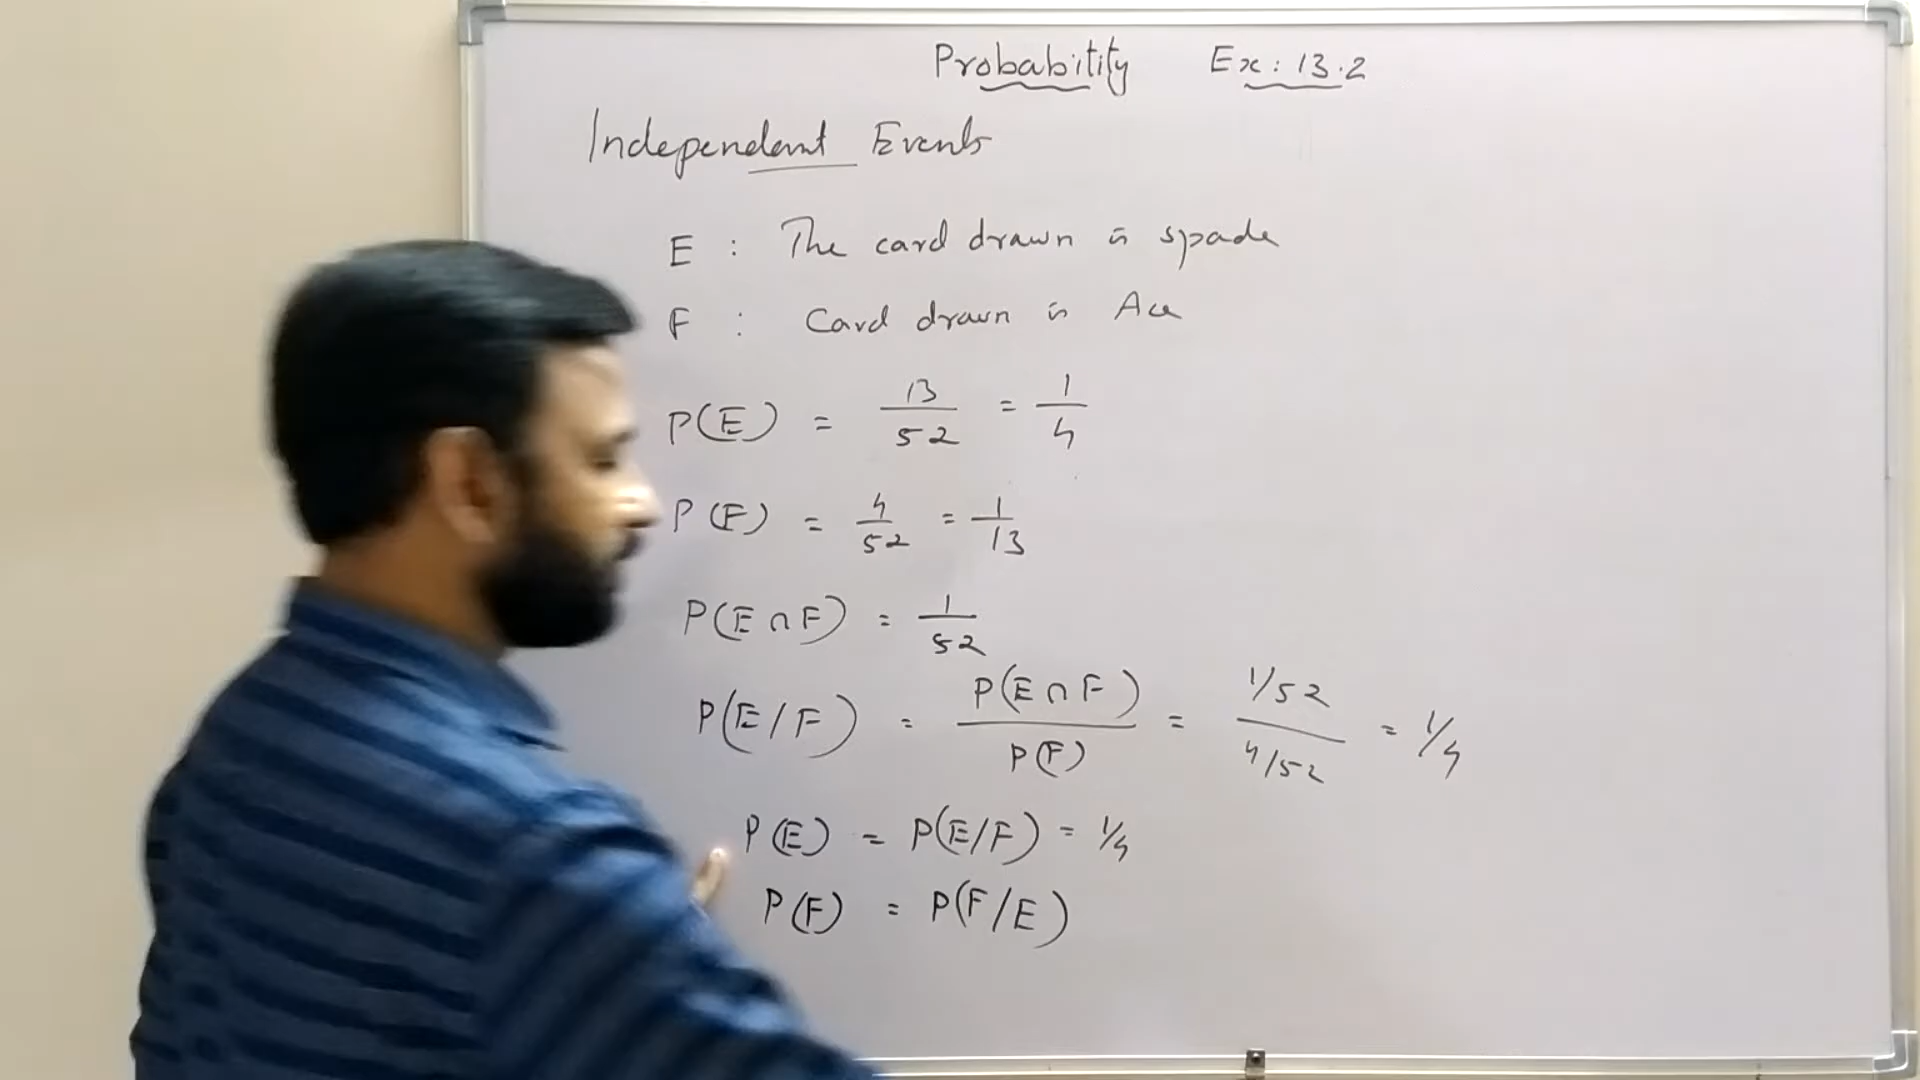 Probability Ex: 13.2
Independent Events
E : The card drawn is spade
F : Card drawn is Ace
P(E) = 13/52 = 1/4
P(F) = 4/52 = 1/13
P(E ∩ F) = 1/52
P(E/F) = P(E ∩ F)/P(F) = (1/52)/(4/52) = 1/4
P(E) = P(E/F) = 1/4
P(F) = P(F/E)